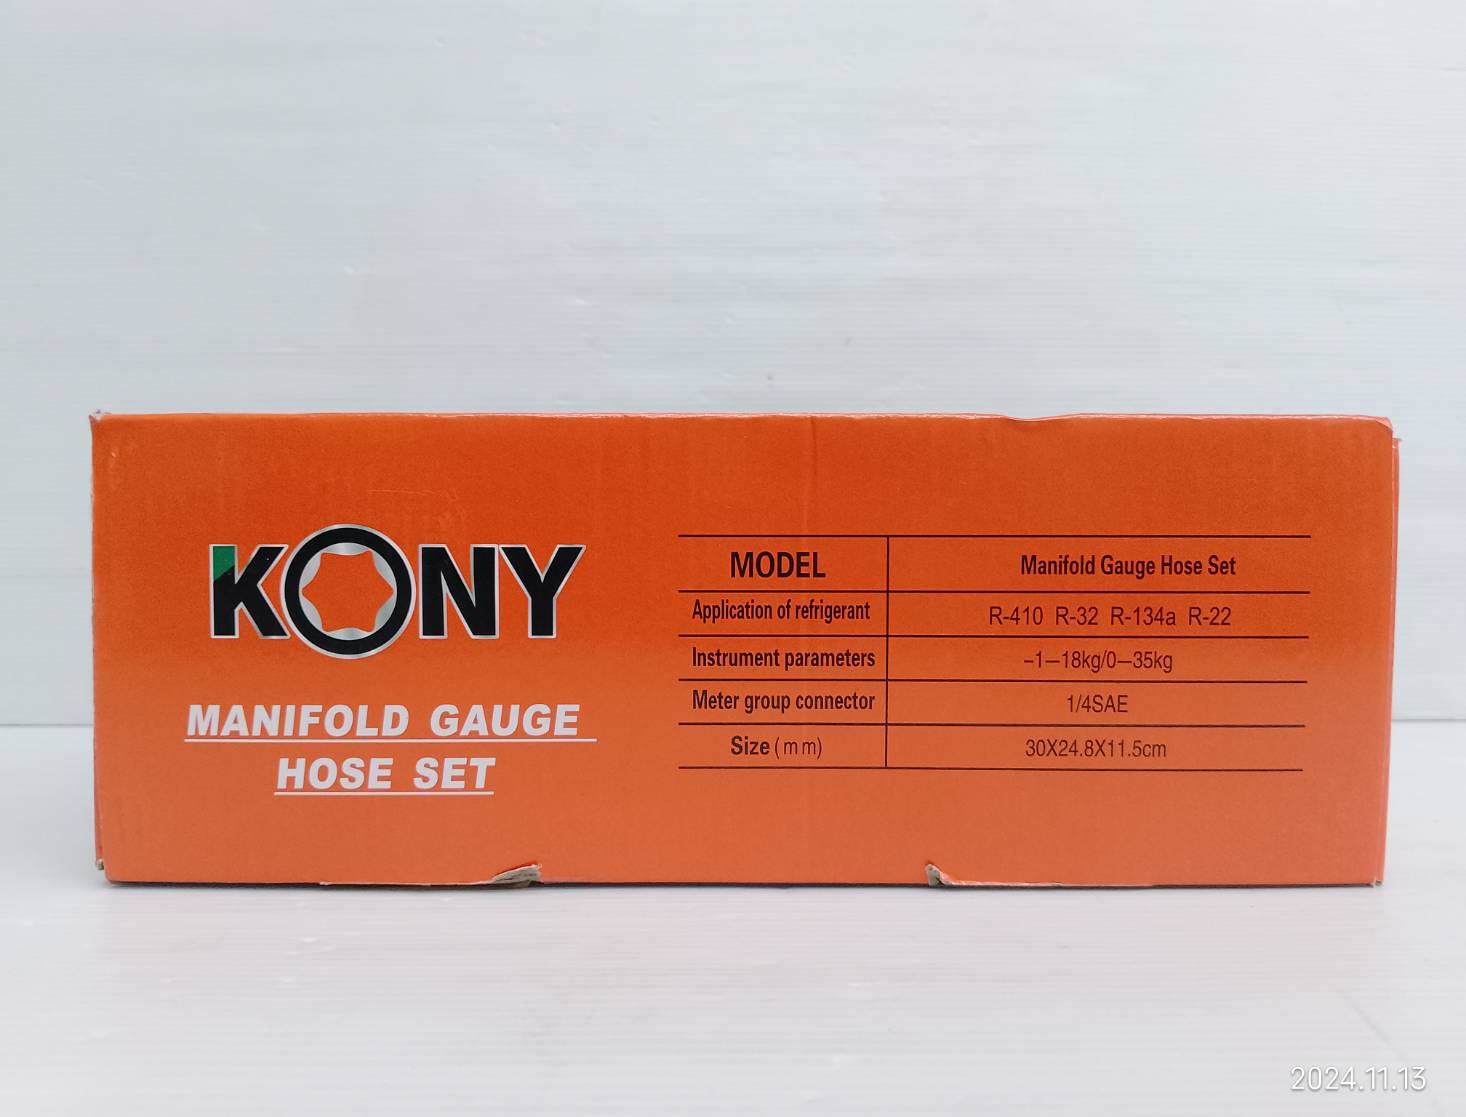 KONY
MANIFOLD GAUGE
HOSE SET
MODEL Manifold Gauge Hose Set
Application of refrigerant R-410 R-32 R-134a R-22
Instrument parameters –1—18kg/0—35kg
Meter group connector 1/4SAE
Size (mm) 30X24.8X11.5cm
2024.11.13